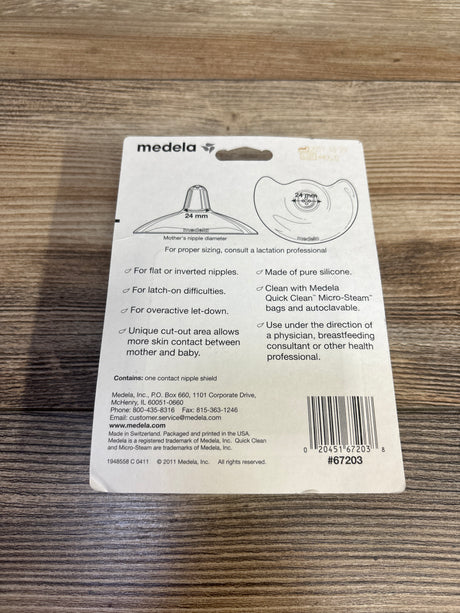 medela
24 mm
24 mm
medela
medela
Mother's nipple diameter
For proper sizing, consult a lactation professional
For flat or inverted nipples.
For latch-on difficulties.
For overactive let-down.
Unique cut-out area allows
more skin contact between
mother and baby.
Made of pure silicone.
Clean with Medela
Quick Clean™ Micro-Steam™
bags and autoclavable.
Use under the direction of
a physician, breastfeeding
consultant or other health
professional.
Contains: one contact nipple shield
Medela, Inc., P.O. Box 660, 1101 Corporate Drive,
McHenry, IL 60051-0660
Phone: 800-435-8316 Fax: 815-363-1246
Email: customer.service@medela.com
www.medela.com
Made in Switzerland. Packaged and printed in the USA.
Medela is a registered trademark of Medela, Inc. Quick Clean
and Micro-Steam are trademarks of Medela, Inc.
1948558 C 0411 © 2011 Medela, Inc. All rights reserved.
0 20451 67203 8
#67203